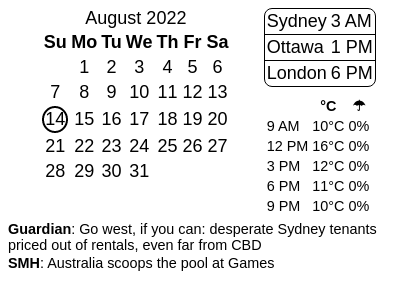 August 2022
Su Mo Tu We Th Fr Sa
1 2 3 4 5 6
7 8 9 10 11 12 13
14 15 16 17 18 19 20
21 22 23 24 25 26 27
28 29 30 31
Sydney 3 AM
Ottawa 1 PM
London 6 PM
°C ☂
9 AM 10°C 0%
12 PM 16°C 0%
3 PM 12°C 0%
6 PM 11°C 0%
9 PM 10°C 0%
Guardian: Go west, if you can: desperate Sydney tenants
priced out of rentals, even far from CBD
SMH: Australia scoops the pool at Games